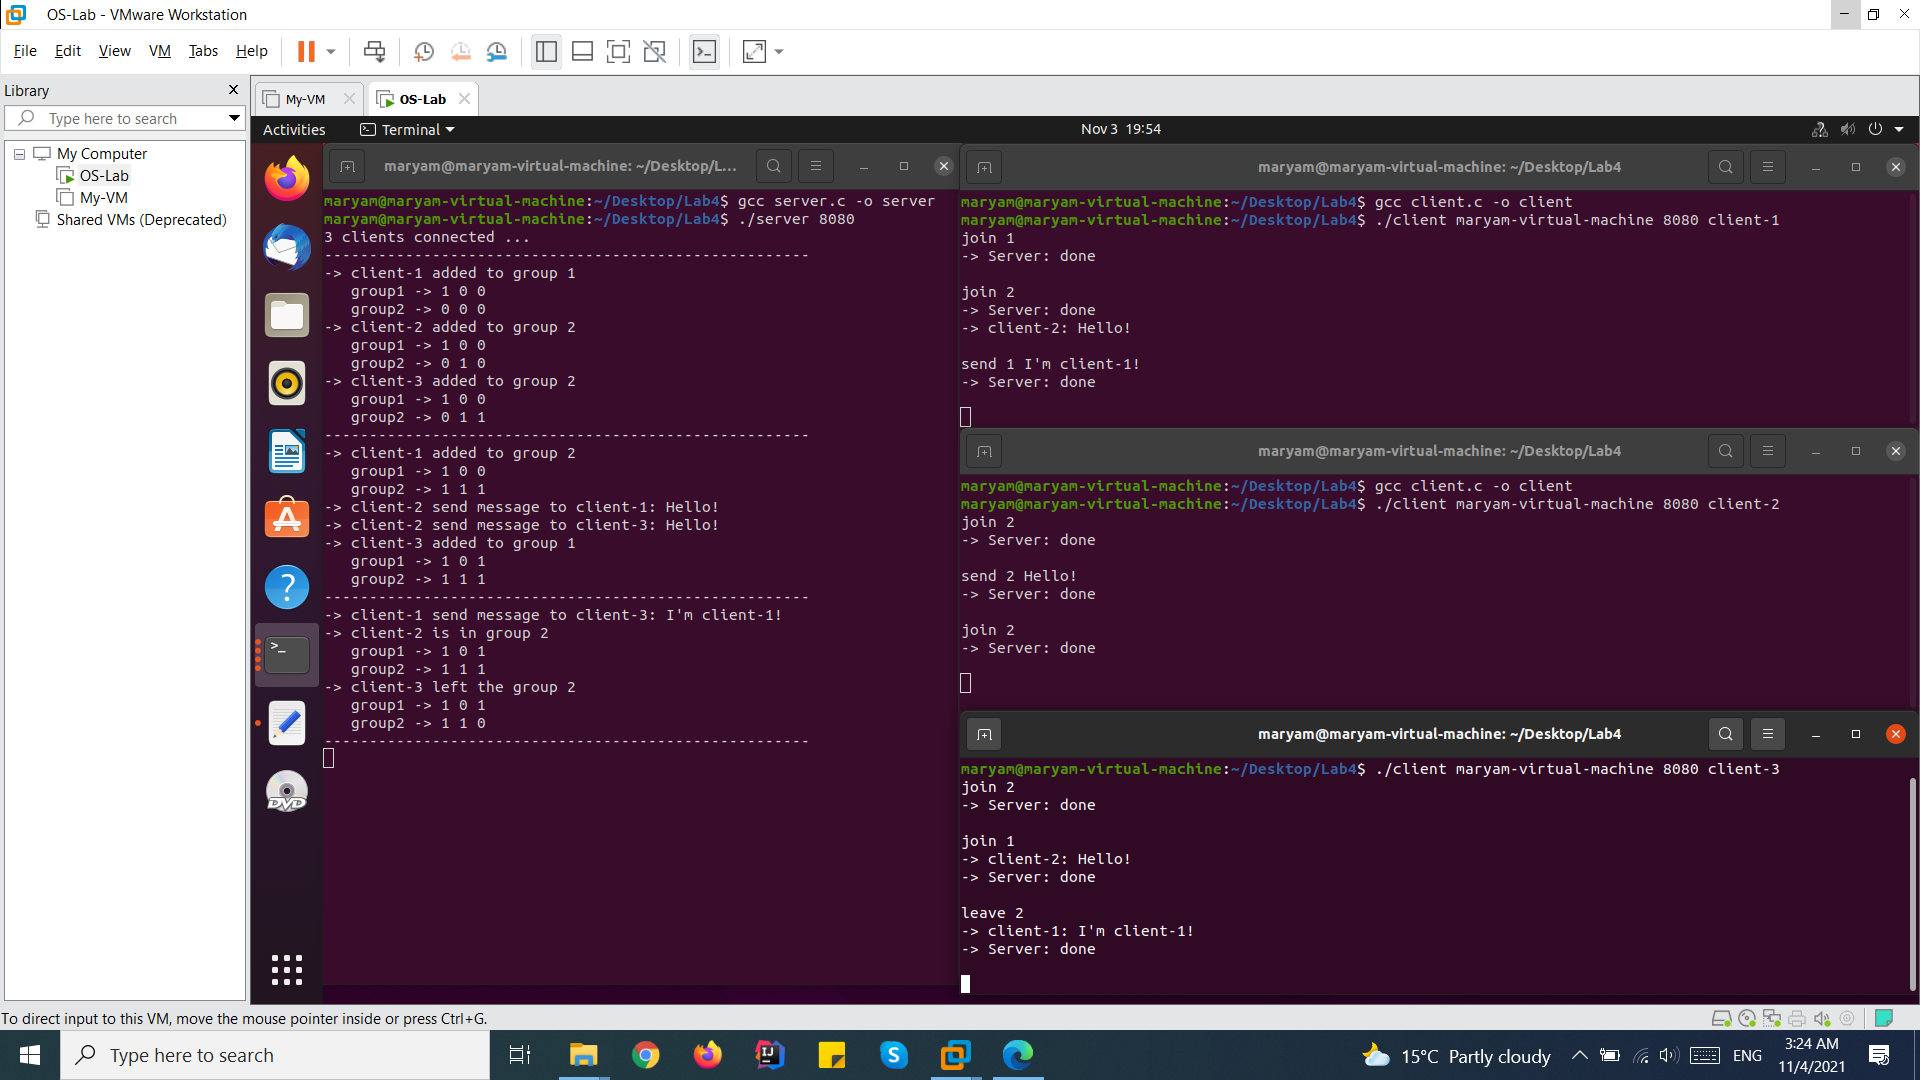 OS-Lab - VMware Workstation
File Edit View VM Tabs Help
Library
Type here to search
My Computer
OS-Lab
My-VM
Shared VMs (Deprecated)
My-VM
OS-Lab
Activities
Terminal
Nov 3 19:54
maryam@maryam-virtual-machine: ~/Desktop/L...
maryam@maryam-virtual-machine:~/Desktop/Lab4$ gcc server.c -o server
maryam@maryam-virtual-machine:~/Desktop/Lab4$ ./server 8080
3 clients connected ...
------------------------------------------------------
-> client-1 added to group 1
   group1 -> 1 0 0
   group2 -> 0 0 0
-> client-2 added to group 2
   group1 -> 1 0 0
   group2 -> 0 1 0
-> client-3 added to group 2
   group1 -> 1 0 0
   group2 -> 0 1 1
------------------------------------------------------
-> client-1 added to group 2
   group1 -> 1 0 0
   group2 -> 1 1 1
-> client-2 send message to client-1: Hello!
-> client-2 send message to client-3: Hello!
-> client-3 added to group 1
   group1 -> 1 0 1
   group2 -> 1 1 1
------------------------------------------------------
-> client-1 send message to client-3: I'm client-1!
-> client-2 is in group 2
   group1 -> 1 0 1
   group2 -> 1 1 1
-> client-3 left the group 2
   group1 -> 1 0 1
   group2 -> 1 1 0
------------------------------------------------------
maryam@maryam-virtual-machine: ~/Desktop/Lab4
maryam@maryam-virtual-machine:~/Desktop/Lab4$ gcc client.c -o client
maryam@maryam-virtual-machine:~/Desktop/Lab4$ ./client maryam-virtual-machine 8080 client-1
join 1
-> Server: done
join 2
-> Server: done
-> client-2: Hello!
send 1 I'm client-1!
-> Server: done
maryam@maryam-virtual-machine: ~/Desktop/Lab4
maryam@maryam-virtual-machine:~/Desktop/Lab4$ gcc client.c -o client
maryam@maryam-virtual-machine:~/Desktop/Lab4$ ./client maryam-virtual-machine 8080 client-2
join 2
-> Server: done
send 2 Hello!
-> Server: done
join 2
-> Server: done
maryam@maryam-virtual-machine: ~/Desktop/Lab4
maryam@maryam-virtual-machine:~/Desktop/Lab4$ ./client maryam-virtual-machine 8080 client-3
join 2
-> Server: done
join 1
-> client-2: Hello!
-> Server: done
leave 2
-> client-1: I'm client-1!
-> Server: done
DVD
To direct input to this VM, move the mouse pointer inside or press Ctrl+G.
Type here to search
15°C Partly cloudy
ENG
3:24 AM
11/4/2021